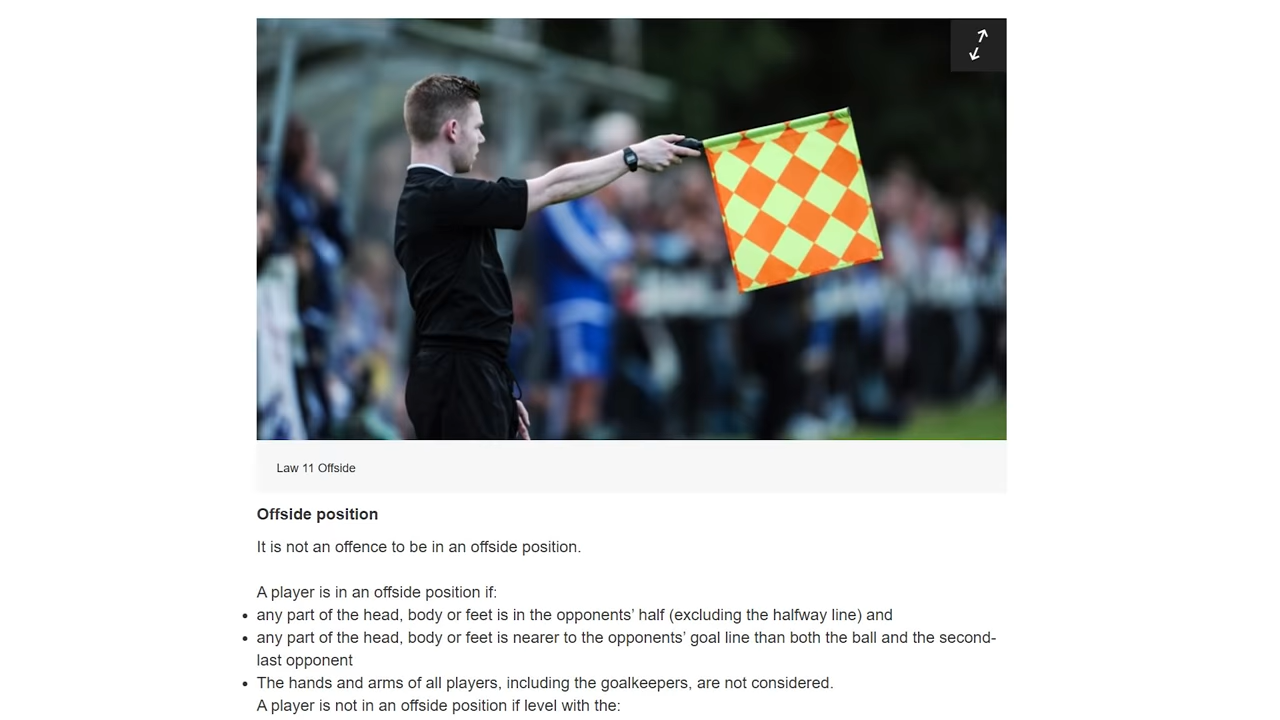 Law 11 Offside
Offside position
It is not an offence to be in an offside position.
A player is in an offside position if:
any part of the head, body or feet is in the opponents’ half (excluding the halfway line) and
any part of the head, body or feet is nearer to the opponents’ goal line than both the ball and the second-
last opponent
The hands and arms of all players, including the goalkeepers, are not considered.
A player is not in an offside position if level with the: